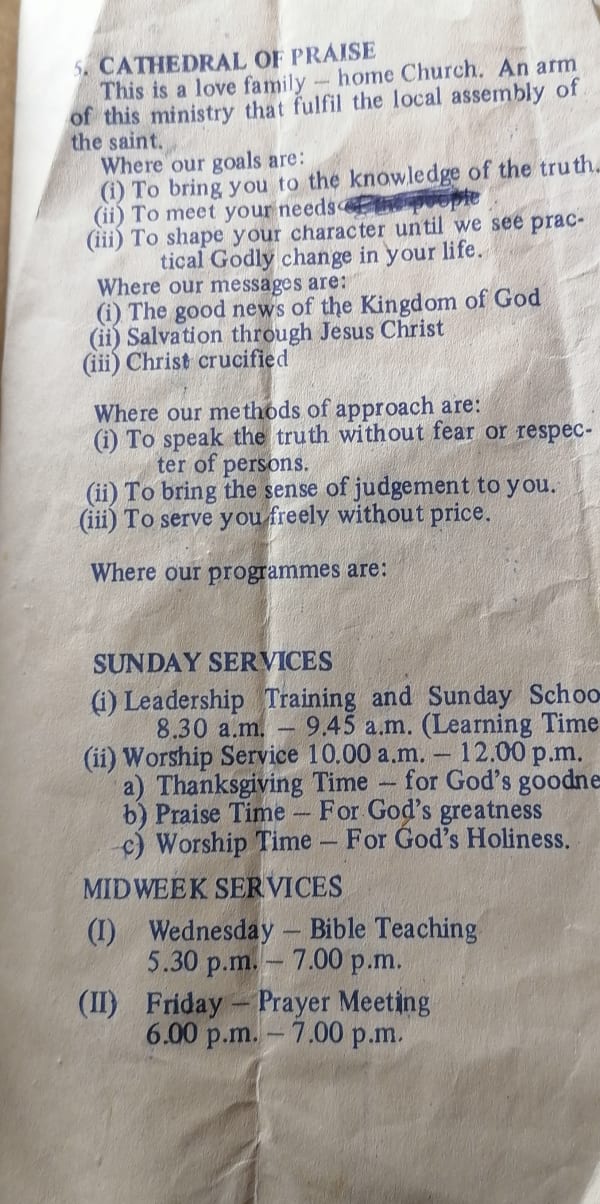 5. CATHEDRAL OF PRAISE
This is a love family – home Church. An arm
of this ministry that fulfil the local assembly of
the saint.
Where our goals are:
(i) To bring you to the knowledge of the truth.
(ii) To meet your needs of the people
(iii) To shape your character until we see prac-
tical Godly change in your life.
Where our messages are:
(i) The good news of the Kingdom of God
(ii) Salvation through Jesus Christ
(iii) Christ crucified
Where our methods of approach are:
(i) To speak the truth without fear or respec-
ter of persons.
(ii) To bring the sense of judgement to you.
(iii) To serve you freely without price.
Where our programmes are:
SUNDAY SERVICES
(i) Leadership Training and Sunday Schoo
8.30 a.m. – 9.45 a.m. (Learning Time
(ii) Worship Service 10.00 a.m. – 12.00 p.m.
a) Thanksgiving Time – for God's goodne
b) Praise Time – For God's greatness
c) Worship Time – For God's Holiness.
MIDWEEK SERVICES
(I) Wednesday – Bible Teaching
5.30 p.m. – 7.00 p.m.
(II) Friday – Prayer Meeting
6.00 p.m. – 7.00 p.m.